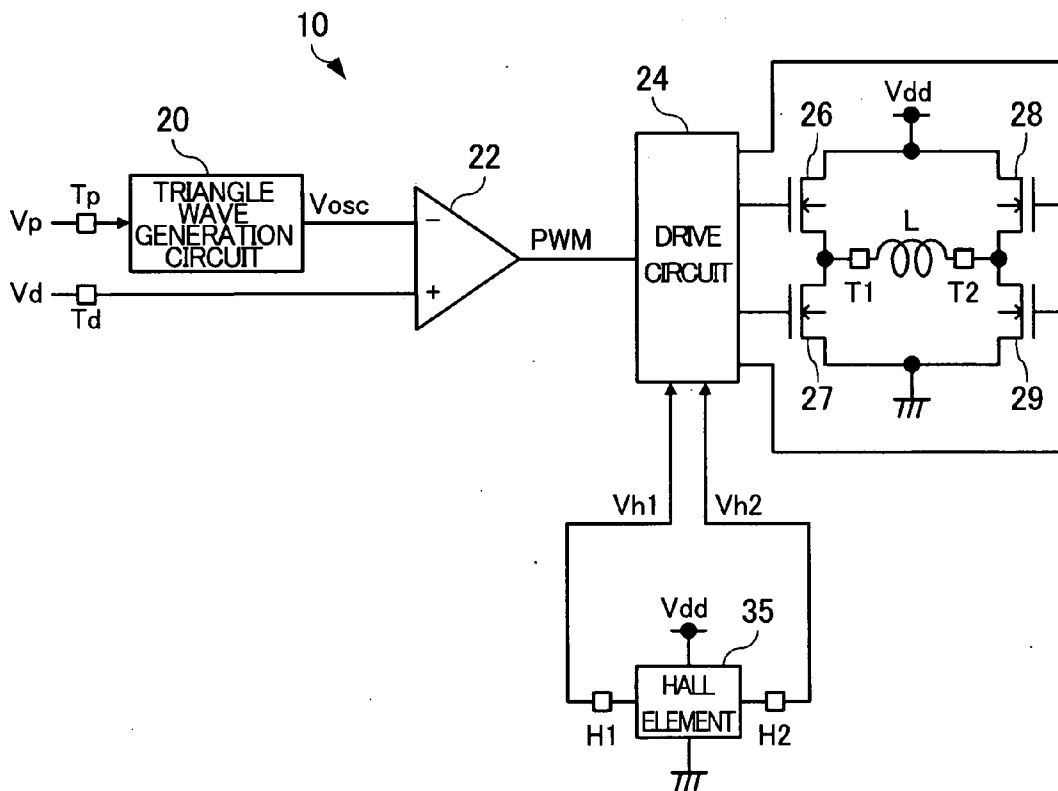 10
20
Vp
Tp
TRIANGLE
WAVE
GENERATION
CIRCUIT
Vosc
22
Vd
Td
−
+
PWM
24
DRIVE
CIRCUIT
Vdd
26
28
L
T1
T2
27
29
Vh1
Vh2
Vdd
35
HALL
ELEMENT
H1
H2